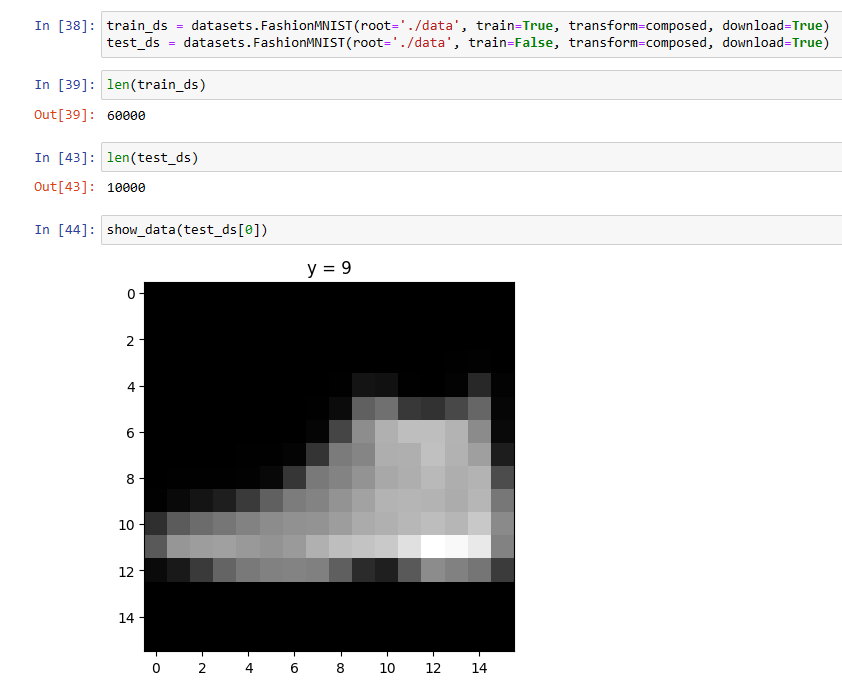 In [38]: train_ds = datasets.FashionMNIST(root='./data', train=True, transform=composed, download=True)
test_ds = datasets.FashionMNIST(root='./data', train=False, transform=composed, download=True)
In [39]: len(train_ds)
Out[39]: 60000
In [43]: len(test_ds)
Out[43]: 10000
In [44]: show_data(test_ds[0])
y = 9
0
2
4
6
8
10
12
14
0 2 4 6 8 10 12 14